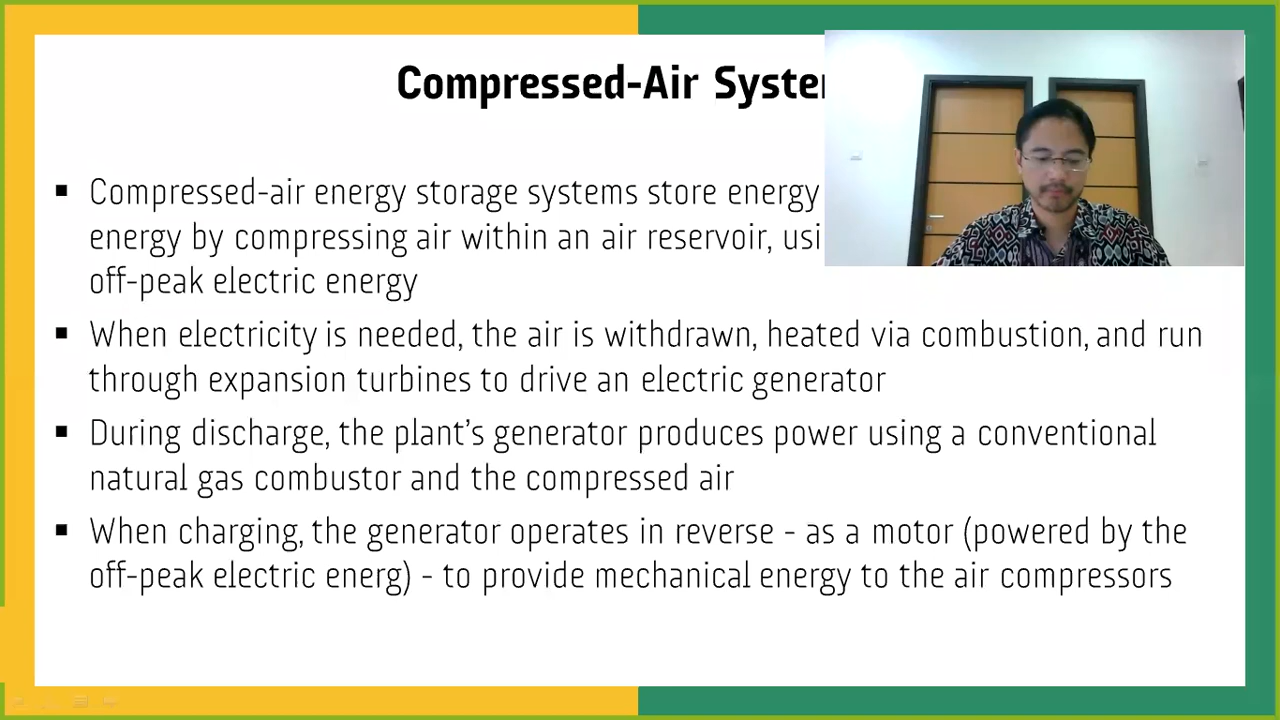 Compressed-Air
Compressed-air energy storage systems store energy
energy by compressing air within an air reservoir,
off-peak electric energy
When electricity is needed, the air is withdrawn, heated via combustion, and run
through expansion turbines to drive an electric generator
During discharge, the plant’s generator produces power using a conventional
natural gas combustor and the compressed air
When charging, the generator operates in reverse - as a motor (powered by the
off-peak electric energ) - to provide mechanical energy to the air compressors